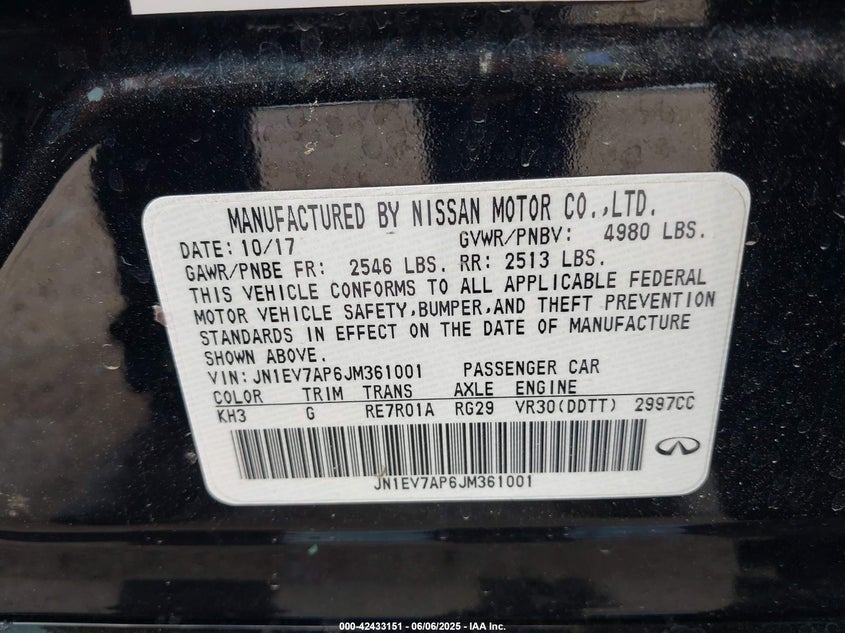 MANUFACTURED BY NISSAN MOTOR CO.,LTD.
DATE: 10/17 GVWR/PNBV: 4980 LBS.
GAWR/PNBE FR: 2546 LBS. RR: 2513 LBS.
THIS VEHICLE CONFORMS TO ALL APPLICABLE FEDERAL
MOTOR VEHICLE SAFETY,BUMPER,AND THEFT PREVENTION
STANDARDS IN EFFECT ON THE DATE OF MANUFACTURE
SHOWN ABOVE.
VIN: JN1EV7AP6JM361001 PASSENGER CAR
COLOR TRIM TRANS AXLE ENGINE
KH3 G RE7R01A RG29 VR30(DDTT) 2997CC
JN1EV7AP6JM361001
000-42433151 - 06/06/2025 - IAA Inc.